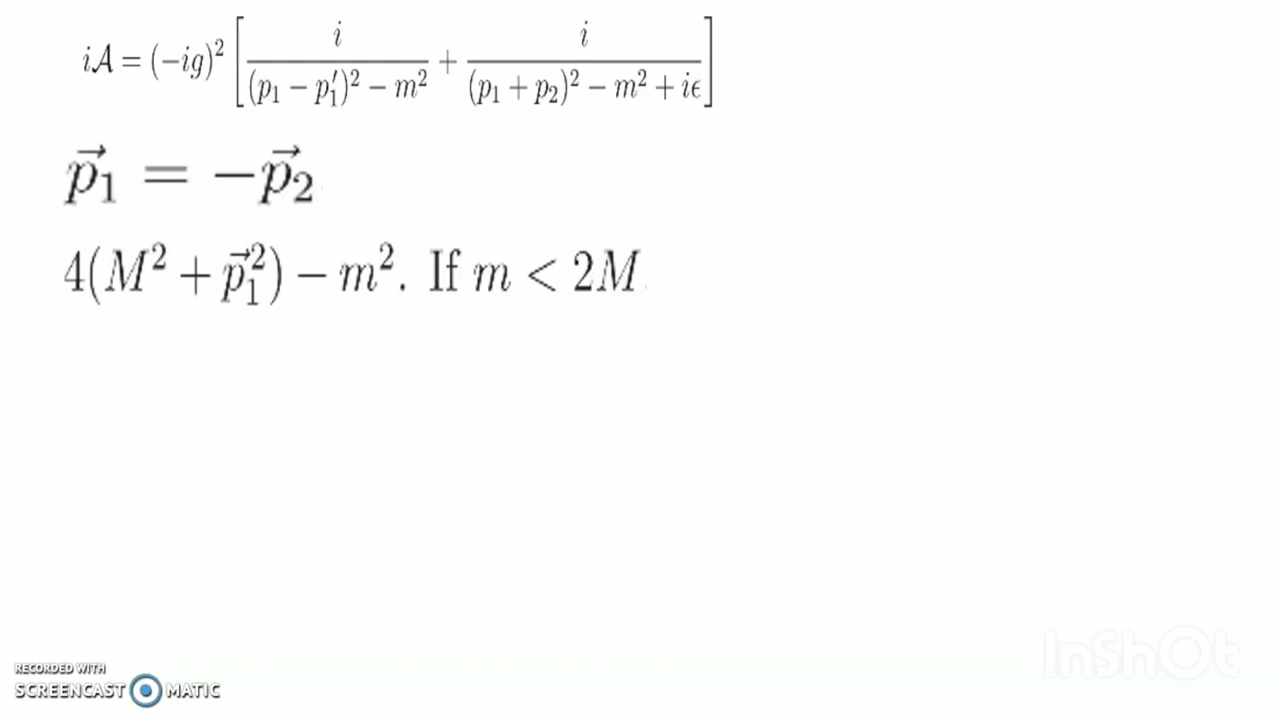 i𝒜 = (−ig)² [ i / ((p₁ − p₁′)² − m²) + i / ((p₁ + p₂)² − m² + iϵ) ]
p⃗₁ = −p⃗₂
4(M² + p⃗₁²) − m². If m < 2M
InShOt
RECORDED WITH
SCREENCAST MATIC